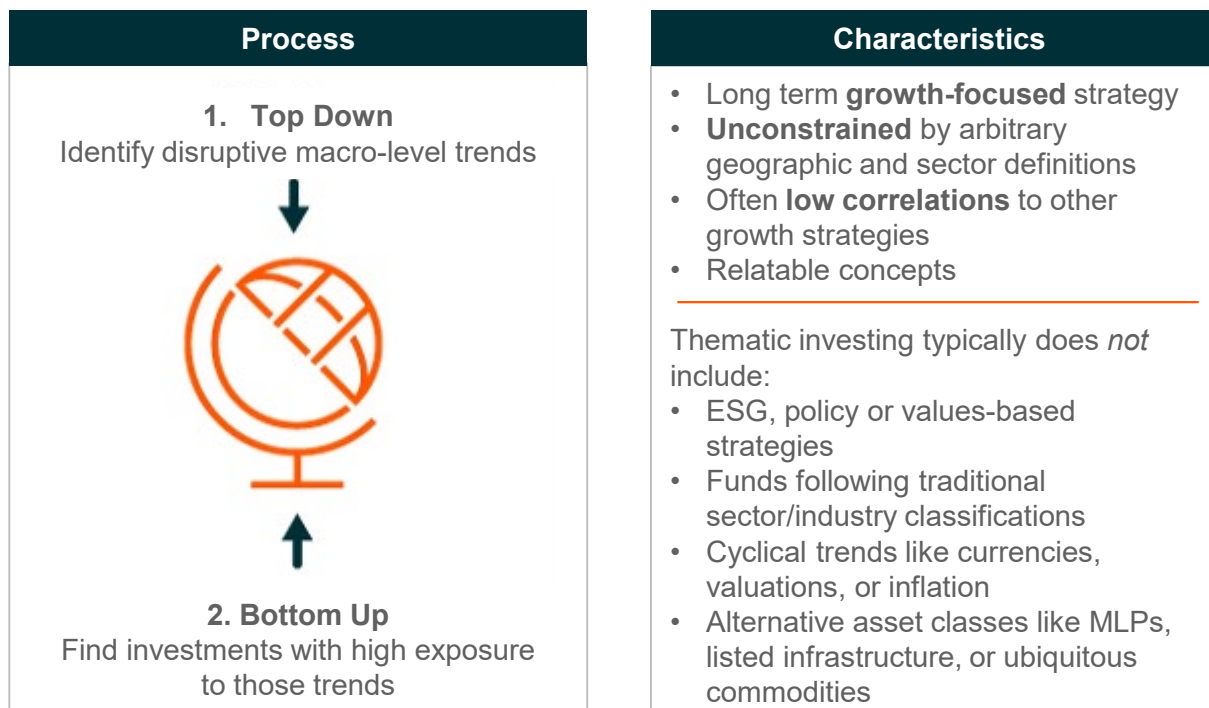 Process
1. Top Down
Identify disruptive macro-level trends
2. Bottom Up
Find investments with high exposure
to those trends
Characteristics
• Long term growth-focused strategy
• Unconstrained by arbitrary
geographic and sector definitions
• Often low correlations to other
growth strategies
• Relatable concepts
Thematic investing typically does not
include:
• ESG, policy or values-based
strategies
• Funds following traditional
sector/industry classifications
• Cyclical trends like currencies,
valuations, or inflation
• Alternative asset classes like MLPs,
listed infrastructure, or ubiquitous
commodities